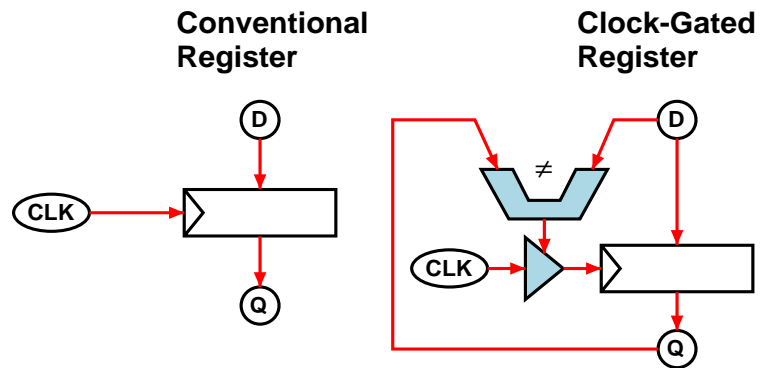 Conventional
Register
Clock-Gated
Register
D
D
≠
CLK
CLK
Q
Q